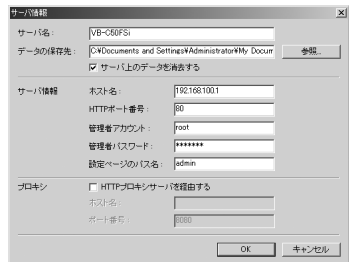 サーバ情報
サーバ名: VB-C50FSi
データの保存先: C:¥Documents and Settings¥Administrator¥My Docum 参照...
サーバ上のデータを消去する
サーバ情報 ホスト名: 192.168.100.1
HTTPポート番号: 80
管理者アカウント: root
管理者パスワード: *******
設定ページのパス名: admin
プロキシ HTTPプロキシサーバを経由する
ホスト名:
ポート番号: 8080
OK キャンセル